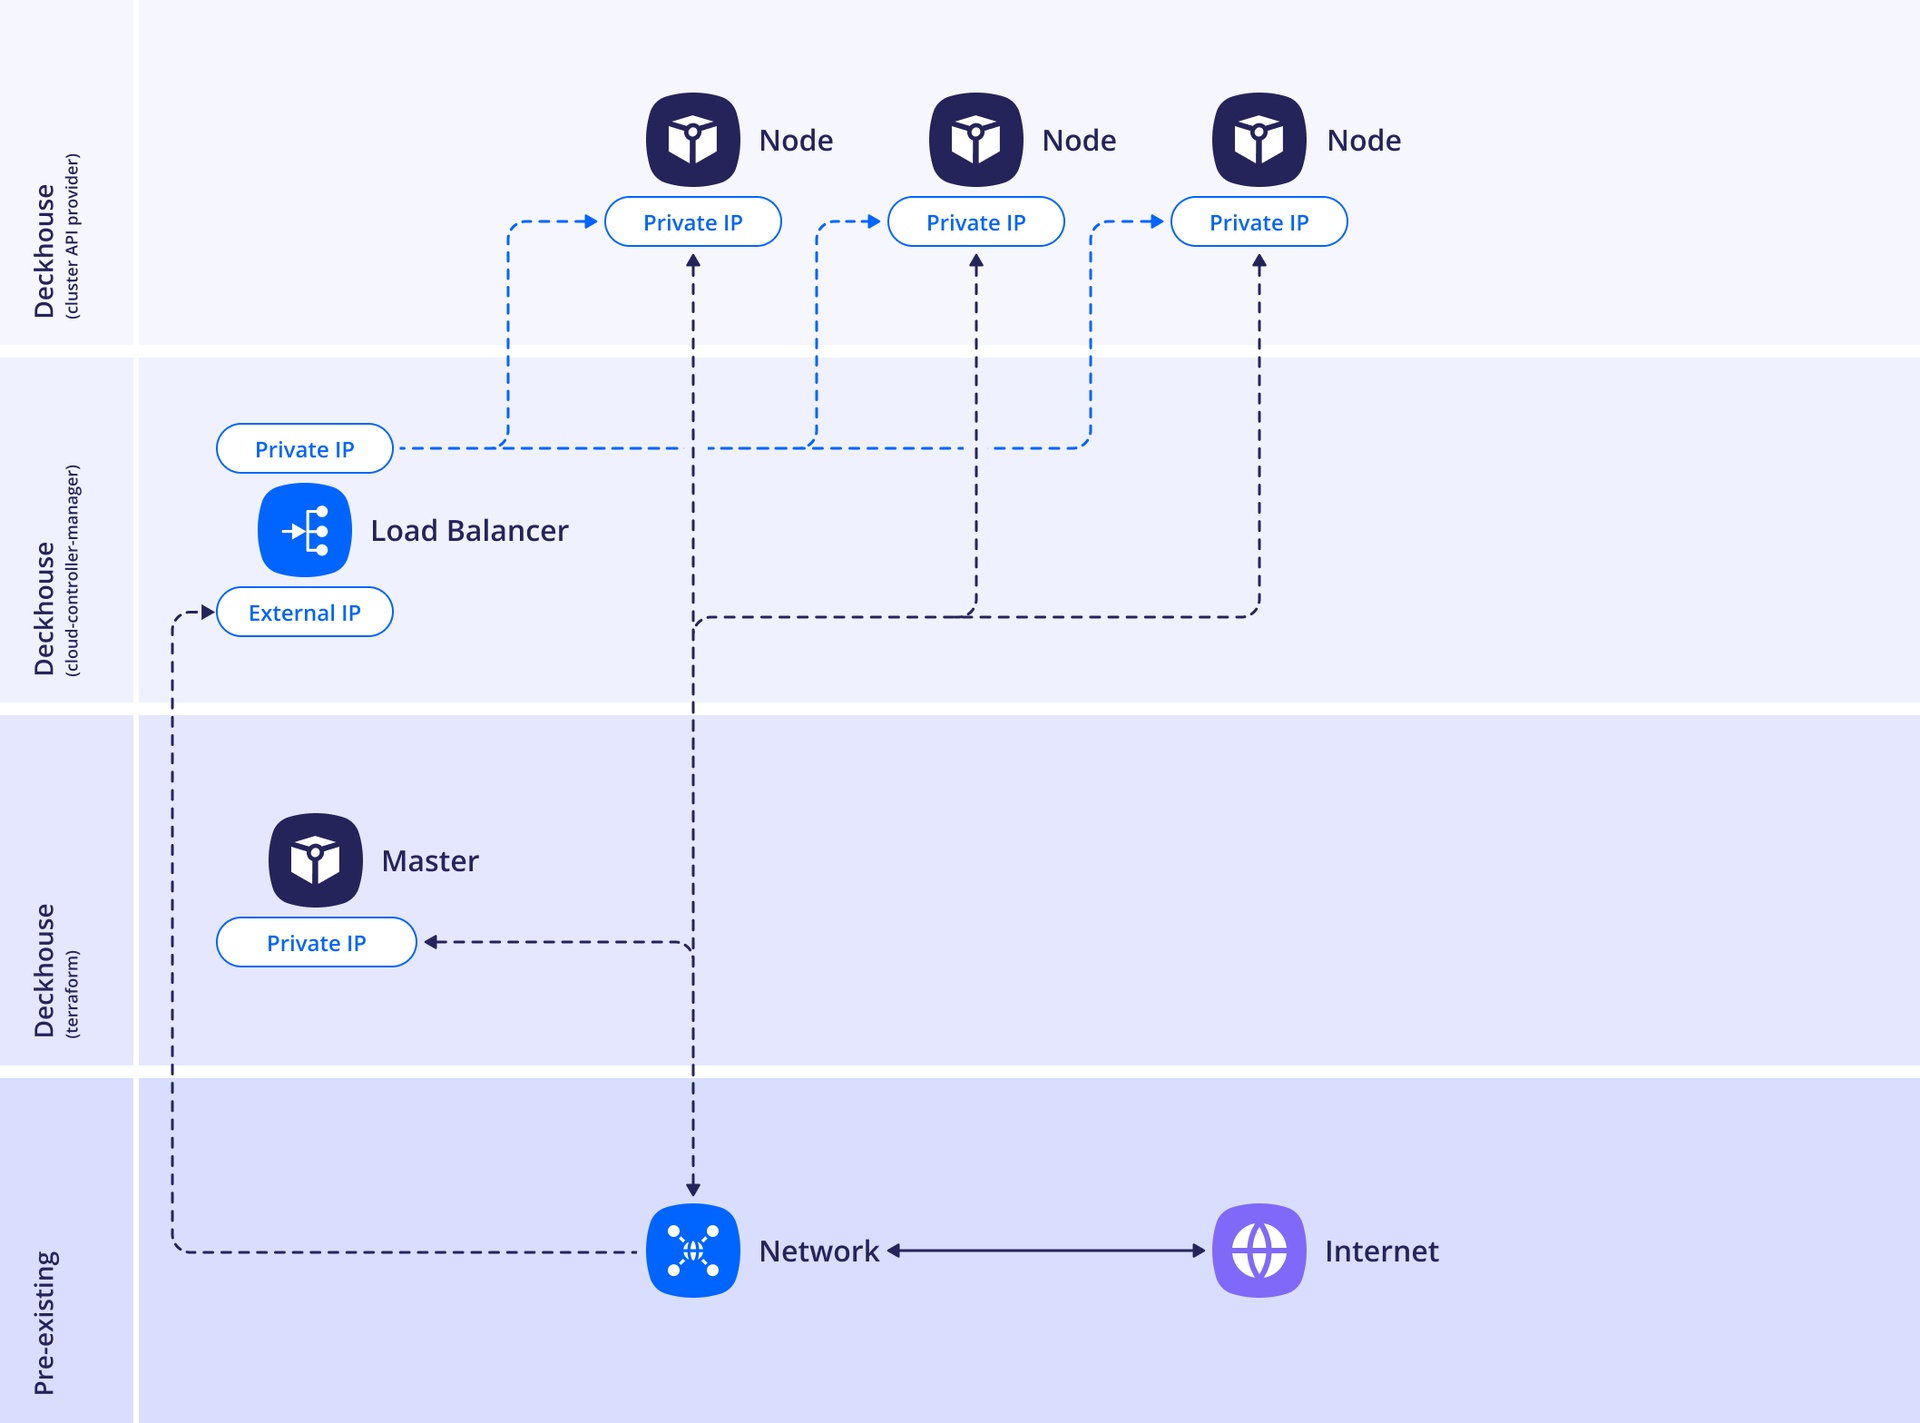 Deckhouse
(cluster API provider)
Node
Node
Node
Private IP
Private IP
Private IP
Deckhouse
(cloud-controller-manager)
Private IP
Load Balancer
External IP
Deckhouse
(terraform)
Master
Private IP
Pre-existing
Network
Internet